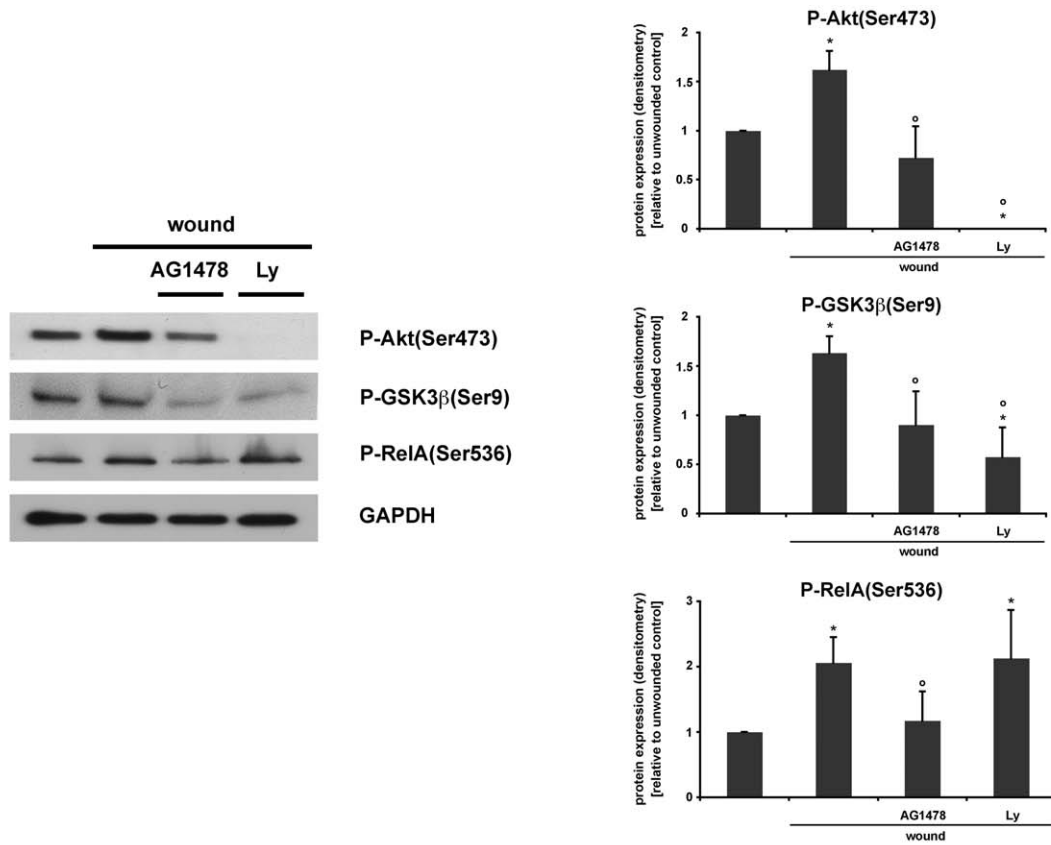 wound
AG1478 Ly
P-Akt(Ser473)
P-GSK3β(Ser9)
P-RelA(Ser536)
GAPDH
P-Akt(Ser473)
protein expression (densitometry)
[relative to unwounded control]
2
1.5
1
0.5
0
*
°
°
*
AG1478 Ly
wound
P-GSK3β(Ser9)
protein expression (densitometry)
[relative to unwounded control]
2
1.5
1
0.5
0
*
°
°
*
AG1478 Ly
wound
P-RelA(Ser536)
protein expression (densitometry)
[relative to unwounded control]
3
2
1
0
*
°
*
AG1478 Ly
wound